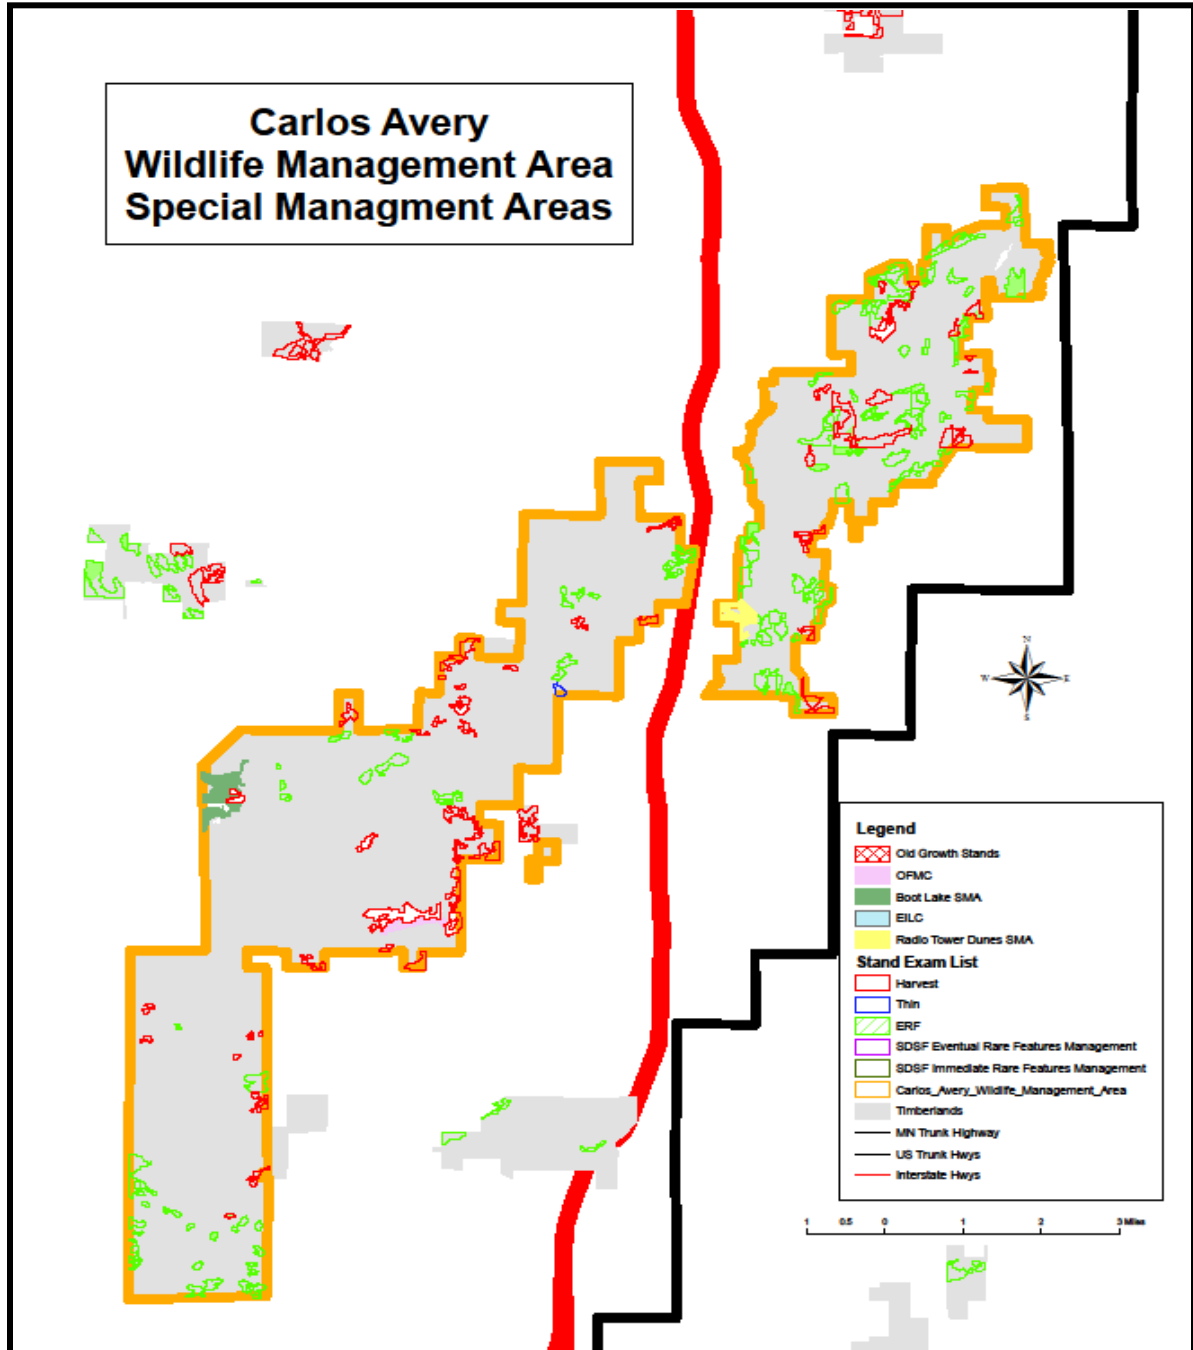 Carlos Avery
Wildlife Management Area
Special Managment Areas
N
W
E
S
Legend
Old Growth Stands
OFMC
Boot Lake SMA
EILC
Radio Tower Dunes SMA
Stand Exam List
Harvest
Thin
ERF
SDSF Eventual Rare Features Management
SDSF Immediate Rare Features Management
Carlos_Avery_Wildlife_Management_Area
Timberlands
MN Trunk Highway
US Trunk Hwys
Interstate Hwys
1 0.5 0 1 2 3 Miles